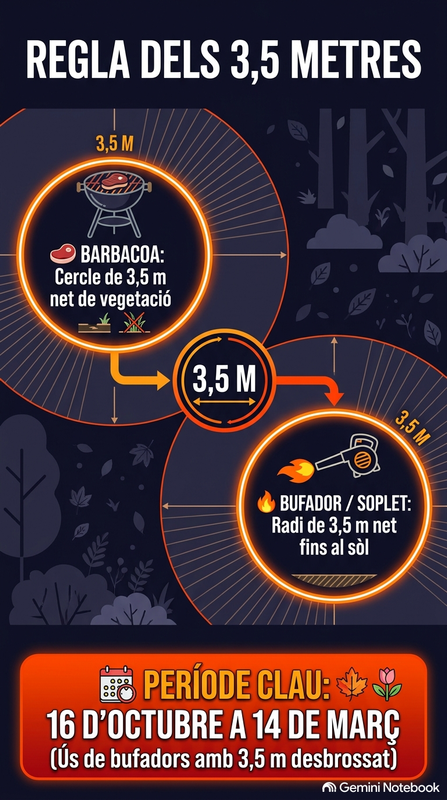 REGLA DELS 3,5 METRES
3,5 M
BARBACOA:
Cercle de 3,5 m
net de vegetació
3,5 M
3,5 M
BUFADOR / SOPLET:
Radi de 3,5 m net
fins al sòl
PERÍODE CLAU:
16 D'OCTUBRE A 14 DE MARÇ
(Ús de bufadors amb 3,5 m desbrossat)
Gemini Notebook